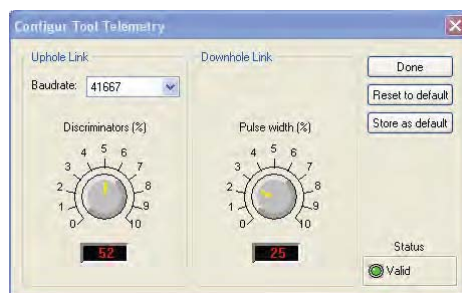 Configur Tool Telemetry
Uphole Link
Baudrate: 41667
Discriminators (%)
0 1 2 3 4 5 6 7 8 9 10
52
Downhole Link
Pulse width (%)
0 1 2 3 4 5 6 7 8 9 10
25
Done
Reset to default
Store as default
Status
Valid